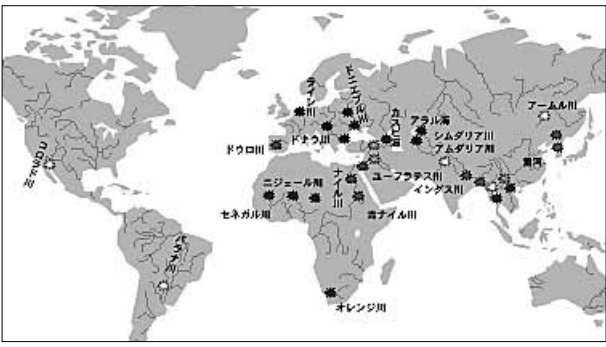 ライン川
ドニエプル川
カスピ海
アラル海
アームル川
シムダリア川
アムダリア川
コロラド川
ドウロ川
ドナウ川
黄河
ユーフラテス川
ニジェール川
ナイル川
インダス川
セネガル川
青ナイル川
パラナ川
オレンジ川